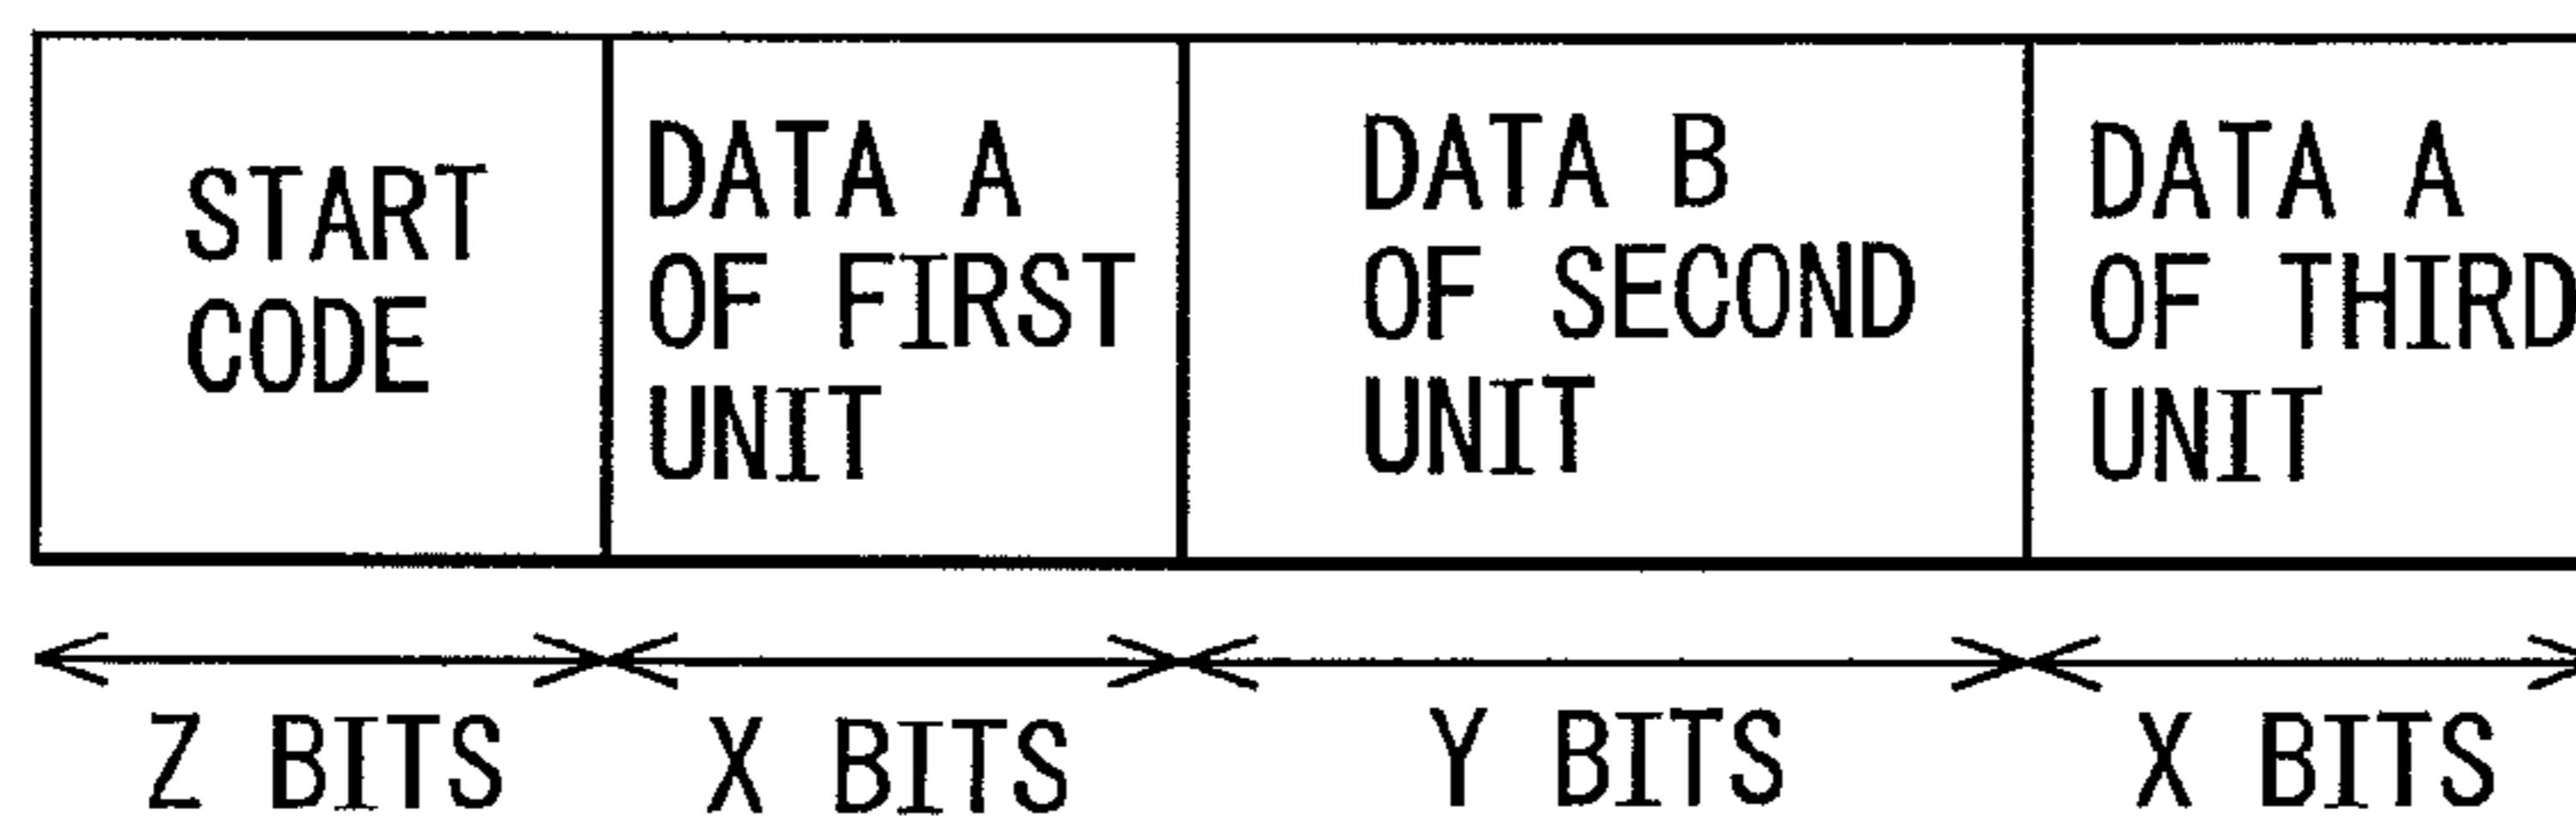 START
CODE
DATA A
OF FIRST
UNIT
DATA B
OF SECOND
UNIT
DATA A
OF THIRD
UNIT
Z BITS
X BITS
Y BITS
X BITS